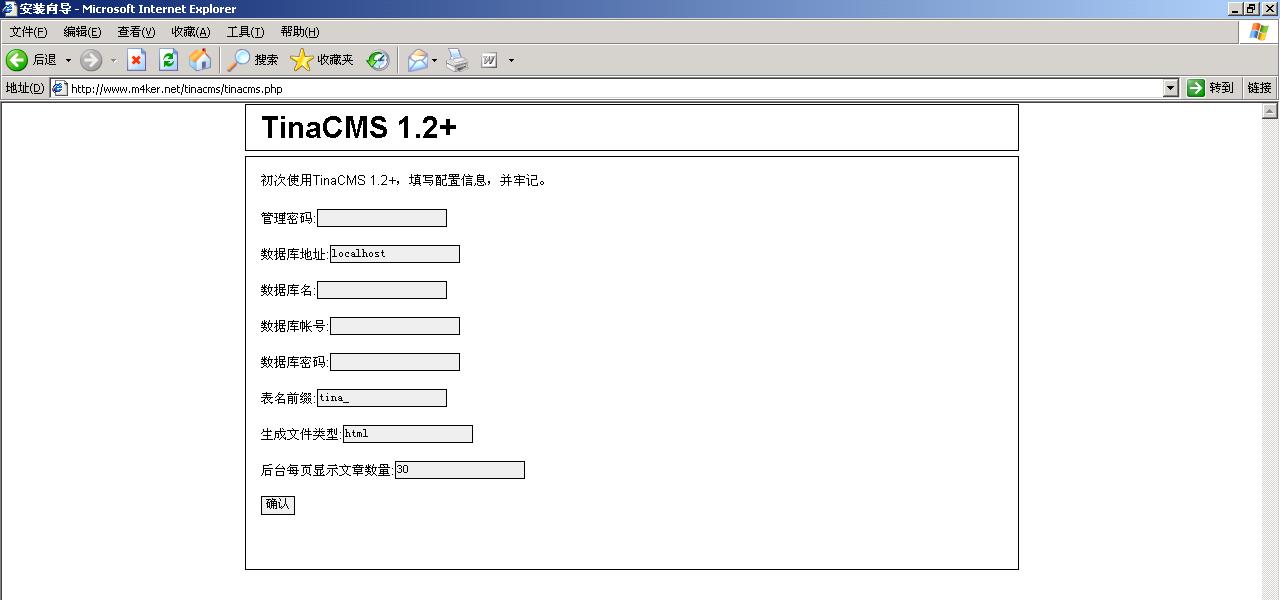 安装向导 - Microsoft Internet Explorer
文件(F) 编辑(E) 查看(V) 收藏(A) 工具(T) 帮助(H)
后退 搜索 收藏夹 W
地址(D) http://www.m4ker.net/tinacms/tinacms.php 转到 链接
TinaCMS 1.2+
初次使用TinaCMS 1.2+，填写配置信息，并牢记。
管理密码:
数据库地址:localhost
数据库名:
数据库帐号:
数据库密码:
表名前缀:tina_
生成文件类型:html
后台每页显示文章数量:30
确认